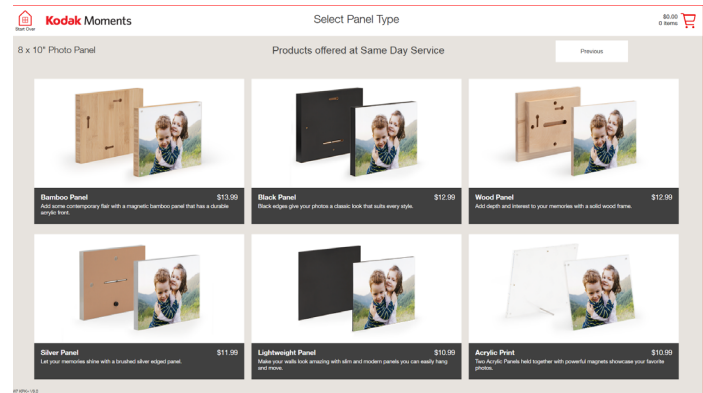 Kodak Moments
Select Panel Type
$0.00
0 items
Start Over
8 x 10" Photo Panel
Products offered at Same Day Service
Previous
Bamboo Panel $13.99
Add some contemporary flair with a magnetic bamboo panel that has a durable
acrylic front.
Black Panel $12.99
Black edges give your photos a classic look that suits every style.
Wood Panel $12.99
Add depth and interest to your memories with a solid wood frame.
Silver Panel $11.99
Let your memories shine with a brushed silver edged panel.
Lightweight Panel $10.99
Make your walls look amazing with slim and modern panels you can easily hang
and move.
Acrylic Print $10.99
Two Acrylic Panels held together with powerful magnets showcase your favorite
photos.